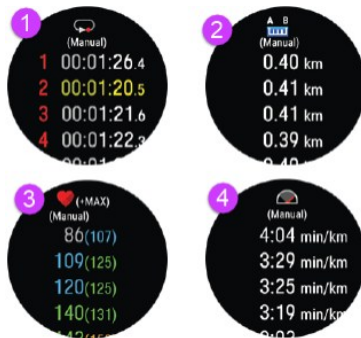 1
(Manual)
1 00:01:26.4
2 00:01:20.5
3 00:01:21.6
4 00:01:22.3
2
A B
(Manual)
0.40 km
0.41 km
0.41 km
0.39 km
3
(+MAX)
(Manual)
86(107)
109(125)
120(125)
140(131)
4
(Manual)
4:04 min/km
3:29 min/km
3:25 min/km
3:19 min/km